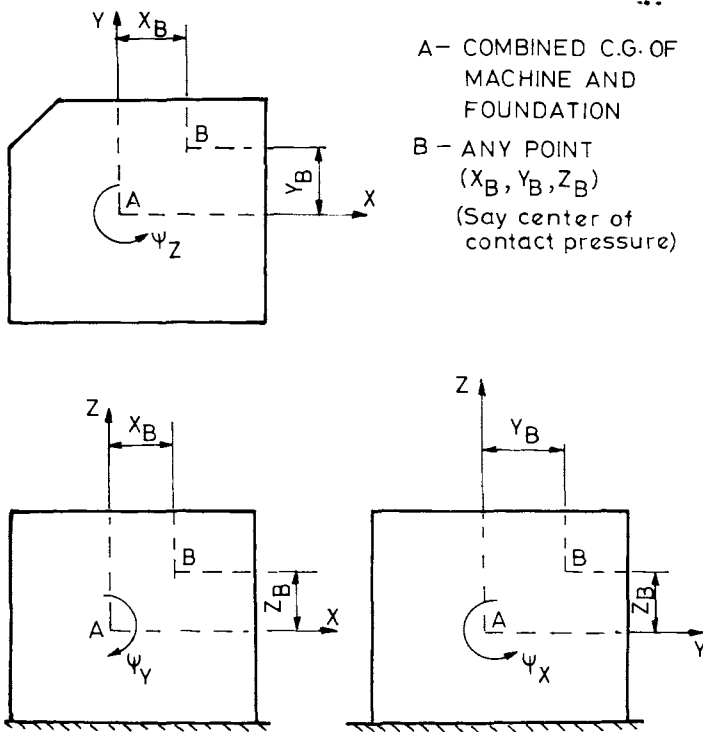 Y
X_B
A- COMBINED C.G. OF
MACHINE AND
FOUNDATION
B - ANY POINT
(X_B, Y_B, Z_B)
(Say center of
contact pressure)
B
Y_B
A
X
Ψ_Z
Z
X_B
B
Z_B
A
X
Ψ_Y
Z
Y_B
B
Z_B
A
Y
Ψ_X